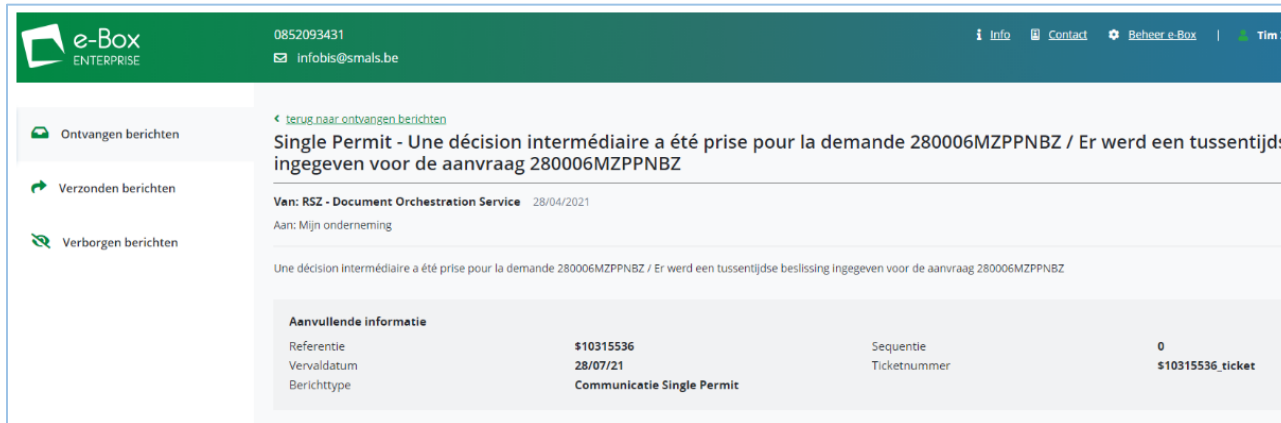 e-Box
ENTERPRISE
0852093431
infobis@smals.be
Info Contact Beheer e-Box | Tim
Ontvangen berichten
Verzonden berichten
Verborgen berichten
terug naar ontvangen berichten
Single Permit - Une décision intermédiaire a été prise pour la demande 280006MZPPNBZ / Er werd een
ingegeven voor de aanvraag 280006MZPPNBZ
Van: RSZ - Document Orchestration Service 28/04/2021
Aan: Mijn onderneming
Une décision intermédiaire a été prise pour la demande 280006MZPPNBZ / Er werd een tussentijdse beslissing ingegeven voor de aanvraag 280006MZPPNBZ
Aanvullende informatie
Referentie $10315536 Sequentie 0
Vervaldatum 28/07/21 Ticketnummer $10315536_ticket
Berichttype Communicatie Single Permit